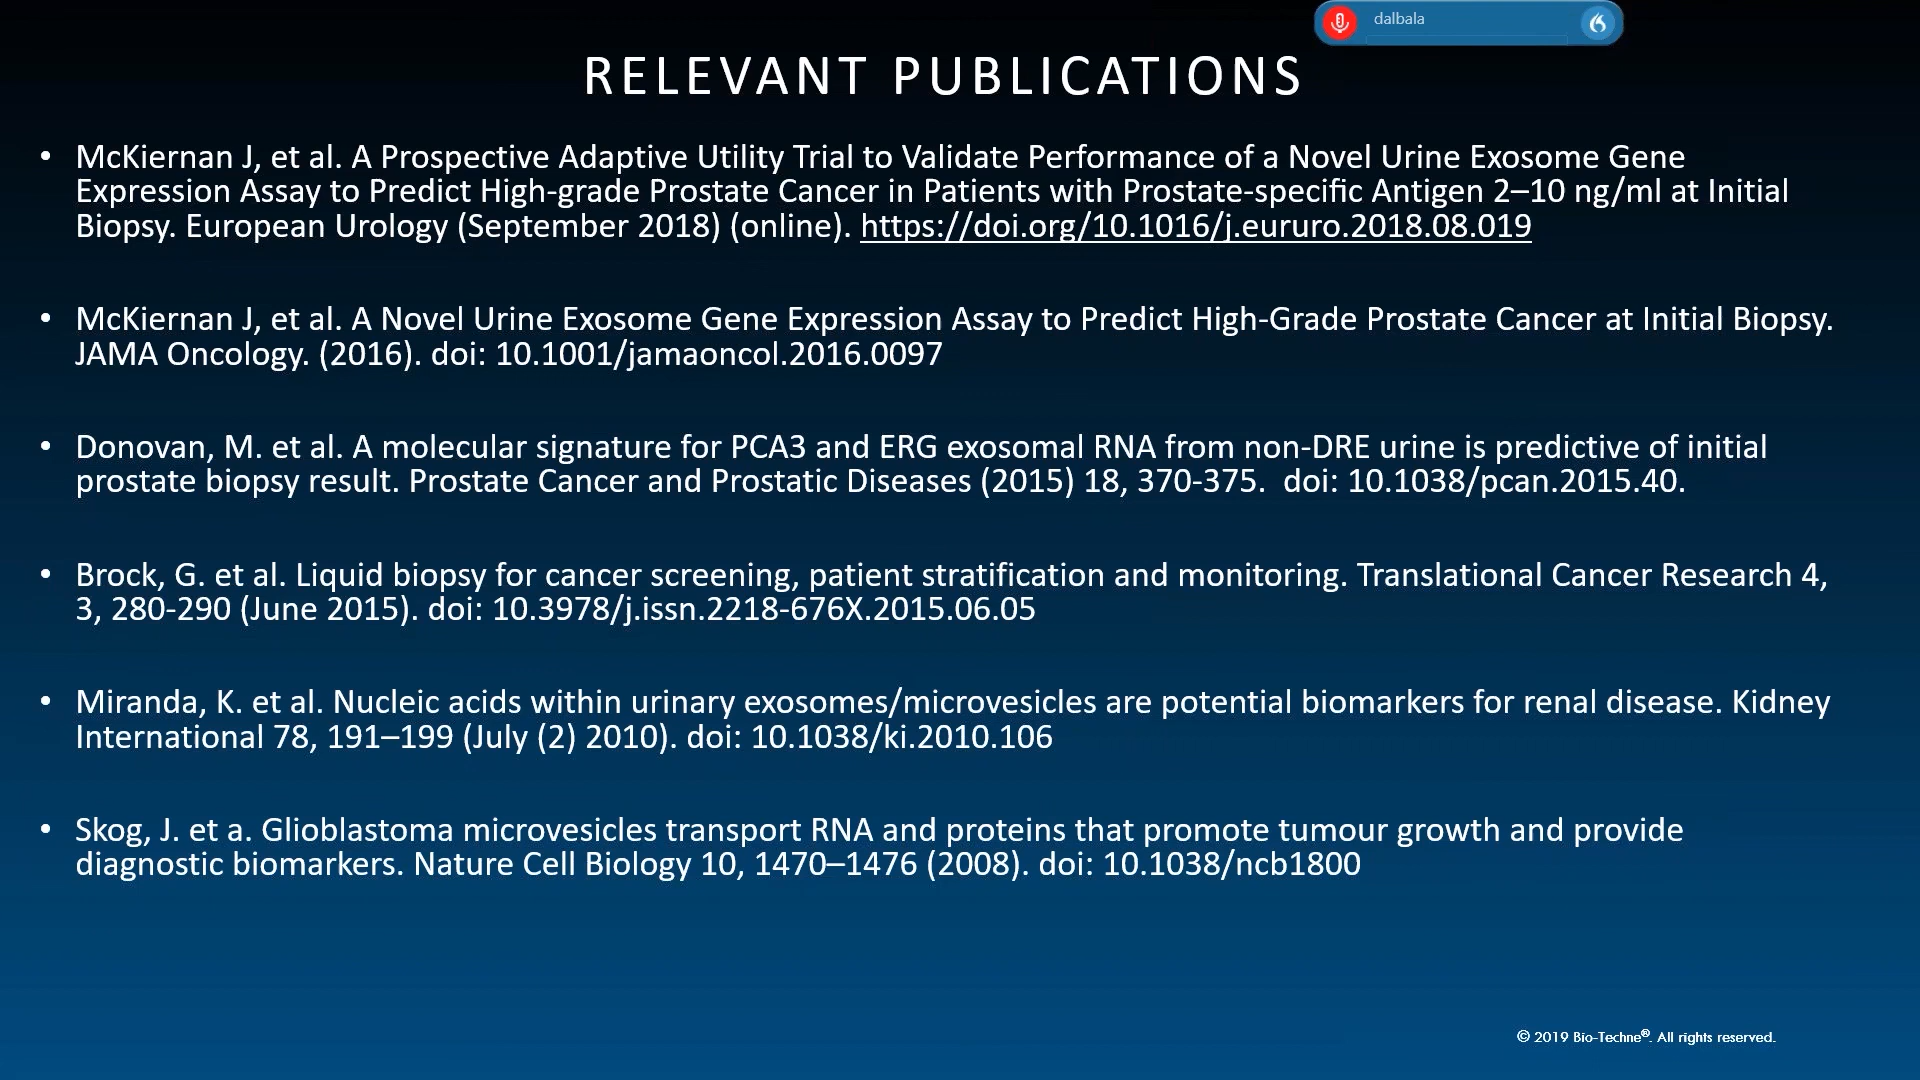 dalbala
RELEVANT PUBLICATIONS
• McKiernan J, et al. A Prospective Adaptive Utility Trial to Validate Performance of a Novel Urine Exosome Gene
Expression Assay to Predict High-grade Prostate Cancer in Patients with Prostate-specific Antigen 2–10 ng/ml at Initial
Biopsy. European Urology (September 2018) (online). https://doi.org/10.1016/j.eururo.2018.08.019
• McKiernan J, et al. A Novel Urine Exosome Gene Expression Assay to Predict High-Grade Prostate Cancer at Initial Biopsy.
JAMA Oncology. (2016). doi: 10.1001/jamaoncol.2016.0097
• Donovan, M. et al. A molecular signature for PCA3 and ERG exosomal RNA from non-DRE urine is predictive of initial
prostate biopsy result. Prostate Cancer and Prostatic Diseases (2015) 18, 370-375.  doi: 10.1038/pcan.2015.40.
• Brock, G. et al. Liquid biopsy for cancer screening, patient stratification and monitoring. Translational Cancer Research 4,
3, 280-290 (June 2015). doi: 10.3978/j.issn.2218-676X.2015.06.05
• Miranda, K. et al. Nucleic acids within urinary exosomes/microvesicles are potential biomarkers for renal disease. Kidney
International 78, 191–199 (July (2) 2010). doi: 10.1038/ki.2010.106
• Skog, J. et a. Glioblastoma microvesicles transport RNA and proteins that promote tumour growth and provide
diagnostic biomarkers. Nature Cell Biology 10, 1470–1476 (2008). doi: 10.1038/ncb1800
© 2019 Bio-Techne®. All rights reserved.